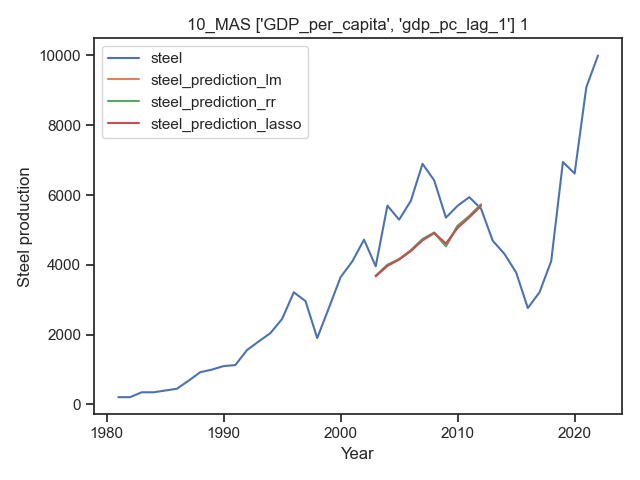 10_MAS ['GDP_per_capita', 'gdp_pc_lag_1'] 1
steel
steel_prediction_lm
steel_prediction_rr
steel_prediction_lasso
10000
8000
6000
4000
2000
0
Steel production
1980
1990
2000
2010
2020
Year